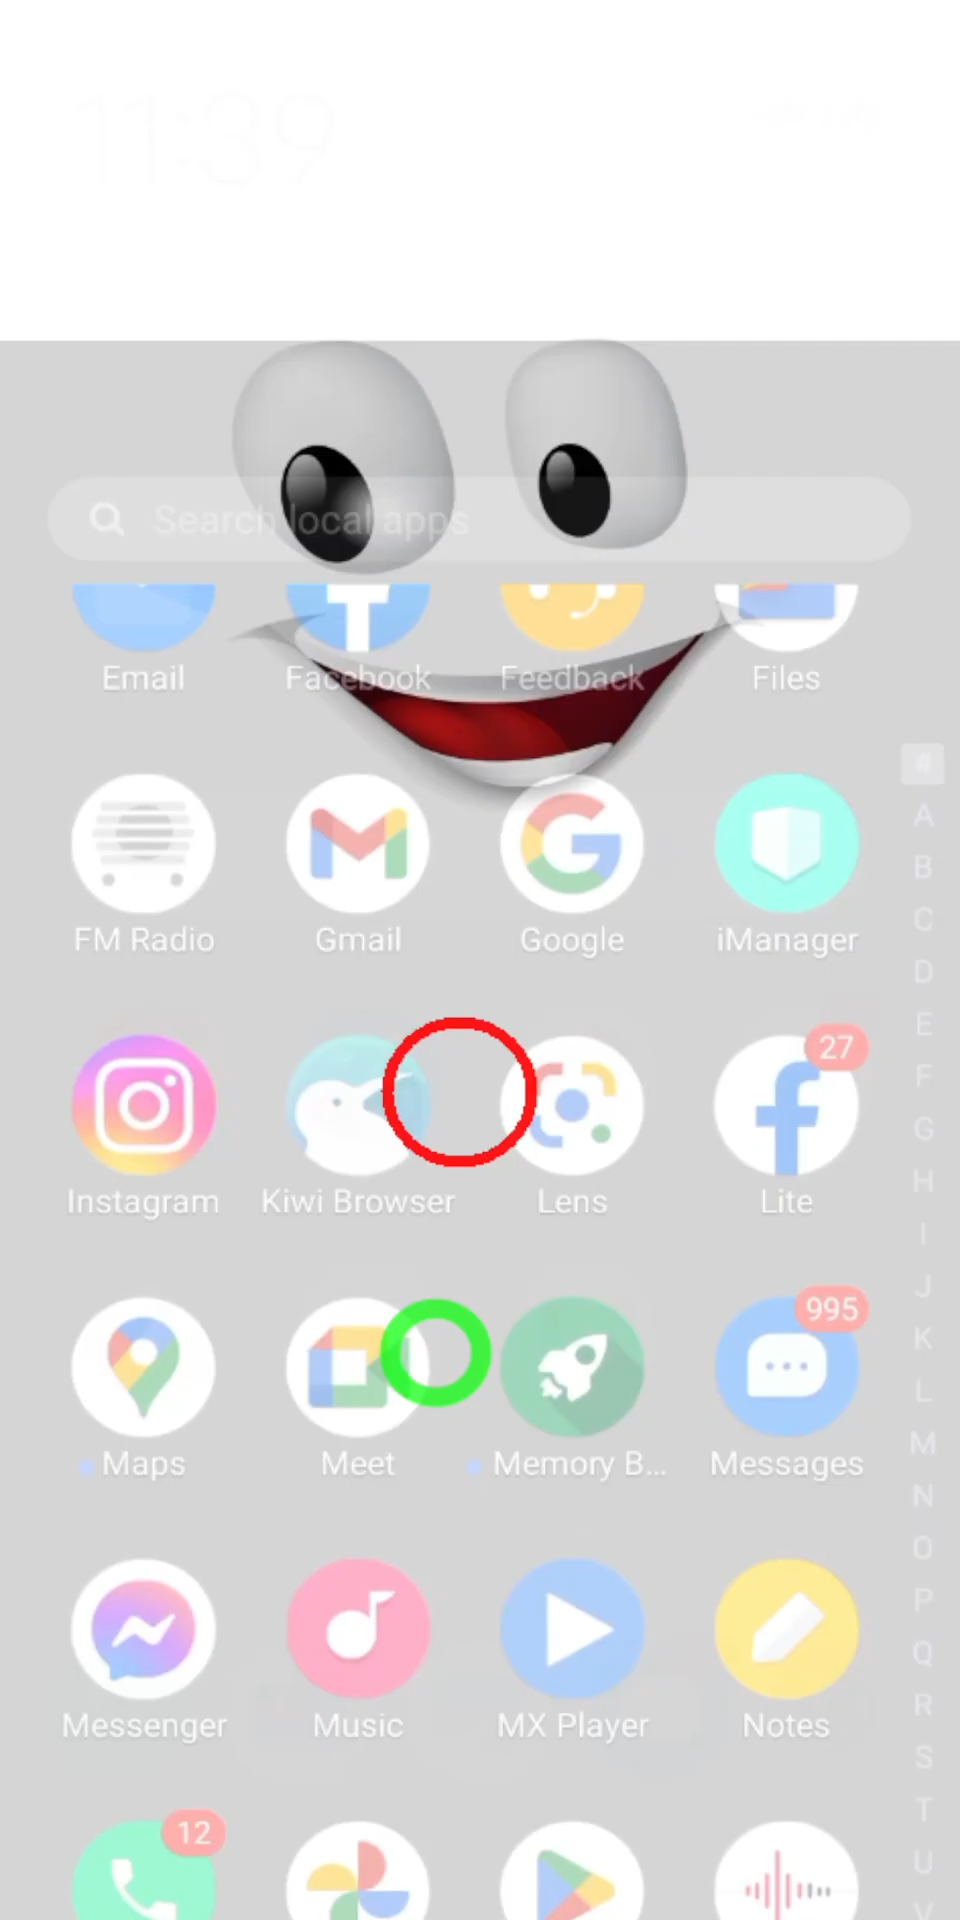 11:39
Search local apps
Email Facebook Feedback Files
#
A
FM Radio Gmail Google iManager
B
C
D
E
27
F
G
H
Instagram Kiwi Browser Lens Lite
I
J
995
K
L
M
Maps Meet Memory B... Messages
N
O
P
Q
R
Messenger Music MX Player Notes
S
T
12
U
V